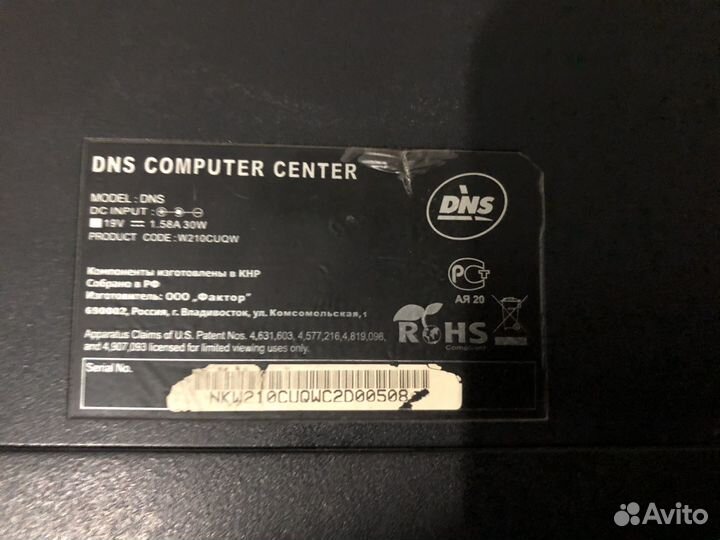 DNS COMPUTER CENTER
MODEL : DNS
DC INPUT :
19V 1.58A 30W
PRODUCT CODE : W210CUQW
DNS
Компоненты изготовлены в КНР
Собрано в РФ
Изготовитель: ООО „Фактор"
690002, Россия, г. Владивосток, ул. Комсомольская,1
РСТ
АЯ 20
RoHS
Compliant
Apparatus Claims of U.S. Patent Nos. 4,631,603, 4,577,216,4,819,098,
and 4,907,093 licensed for limited viewing uses only.
Serial No.
NKW210CUQWC2D00508
Avito